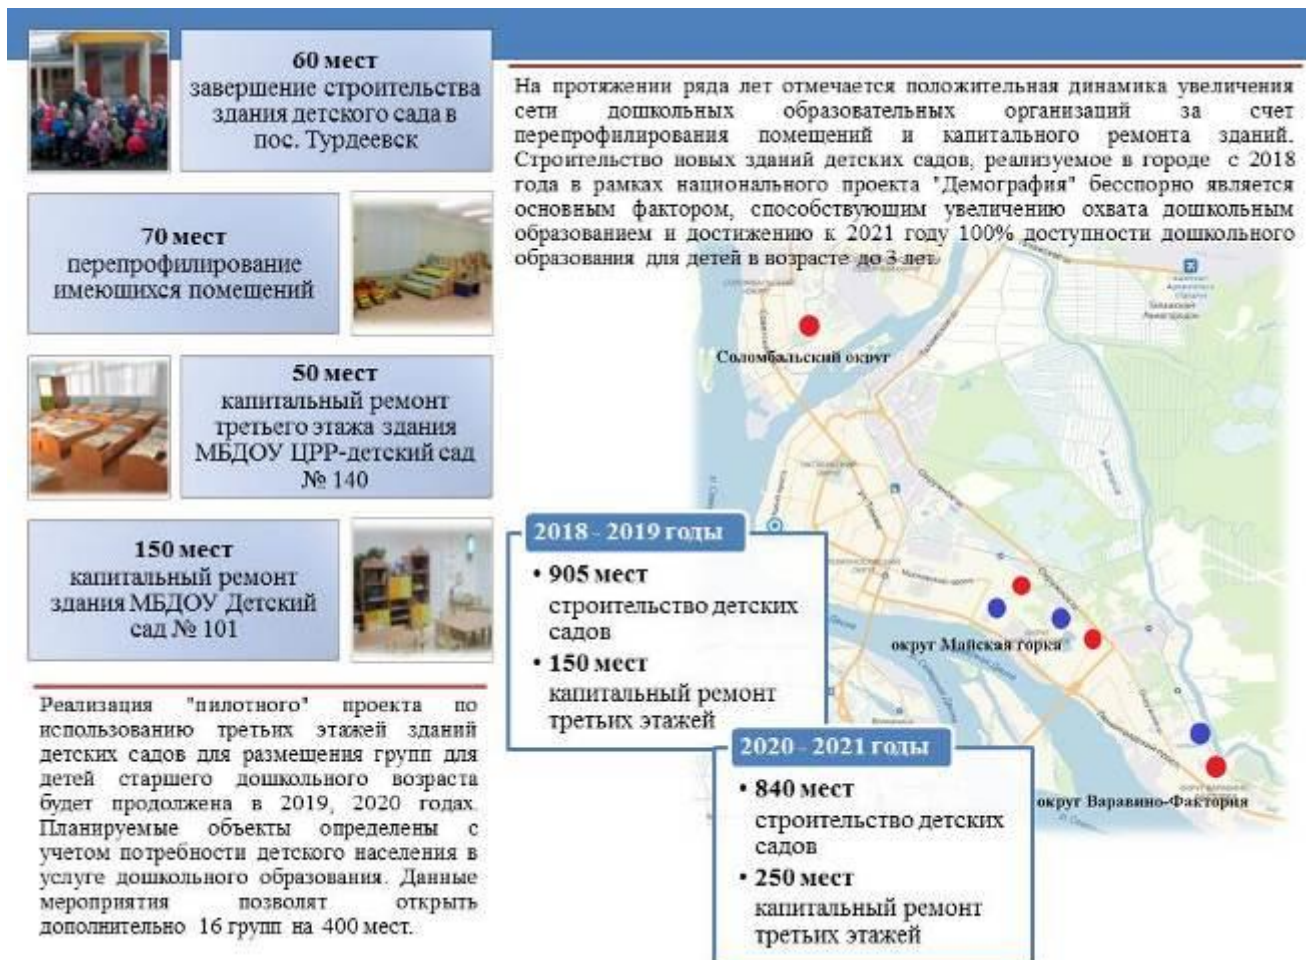 60 мест
завершение строительства
здания детского сада в
пос. Турдеевск
70 мест
перепрофилирование
имеющихся помещений
50 мест
капитальный ремонт
третьего этажа здания
МБДОУ ЦРР-детский сад
№ 140
150 мест
капитальный ремонт
здания МБДОУ Детский
сад № 101
Реализация "пилотного" проекта по
использованию третьих этажей зданий
детских садов для размещения групп для
детей старшего дошкольного возраста
будет продолжена в 2019, 2020 годах.
Планируемые объекты определены с
учетом потребности детского населения в
услуге дошкольного образования. Данные
мероприятия позволят открыть
дополнительно 16 групп на 400 мест.
На протяжении ряда лет отмечается положительная динамика увеличения
сети дошкольных образовательных организаций за счет
перепрофилирования помещений и капитального ремонта зданий.
Строительство новых зданий детских садов, реализуемое в городе с 2018
года в рамках национального проекта "Демография" бесспорно является
основным фактором, способствующим увеличению охвата дошкольным
образованием и достижению к 2021 году 100% доступности дошкольного
образования для детей в возрасте до 3 лет.
Соломбальский округ
округ Майская горка
округ Варавино-Фактория
2018 - 2019 годы
• 905 мест
строительство детских
садов
• 150 мест
капитальный ремонт
третьих этажей
2020 - 2021 годы
• 840 мест
строительство детских
садов
• 250 мест
капитальный ремонт
третьих этажей